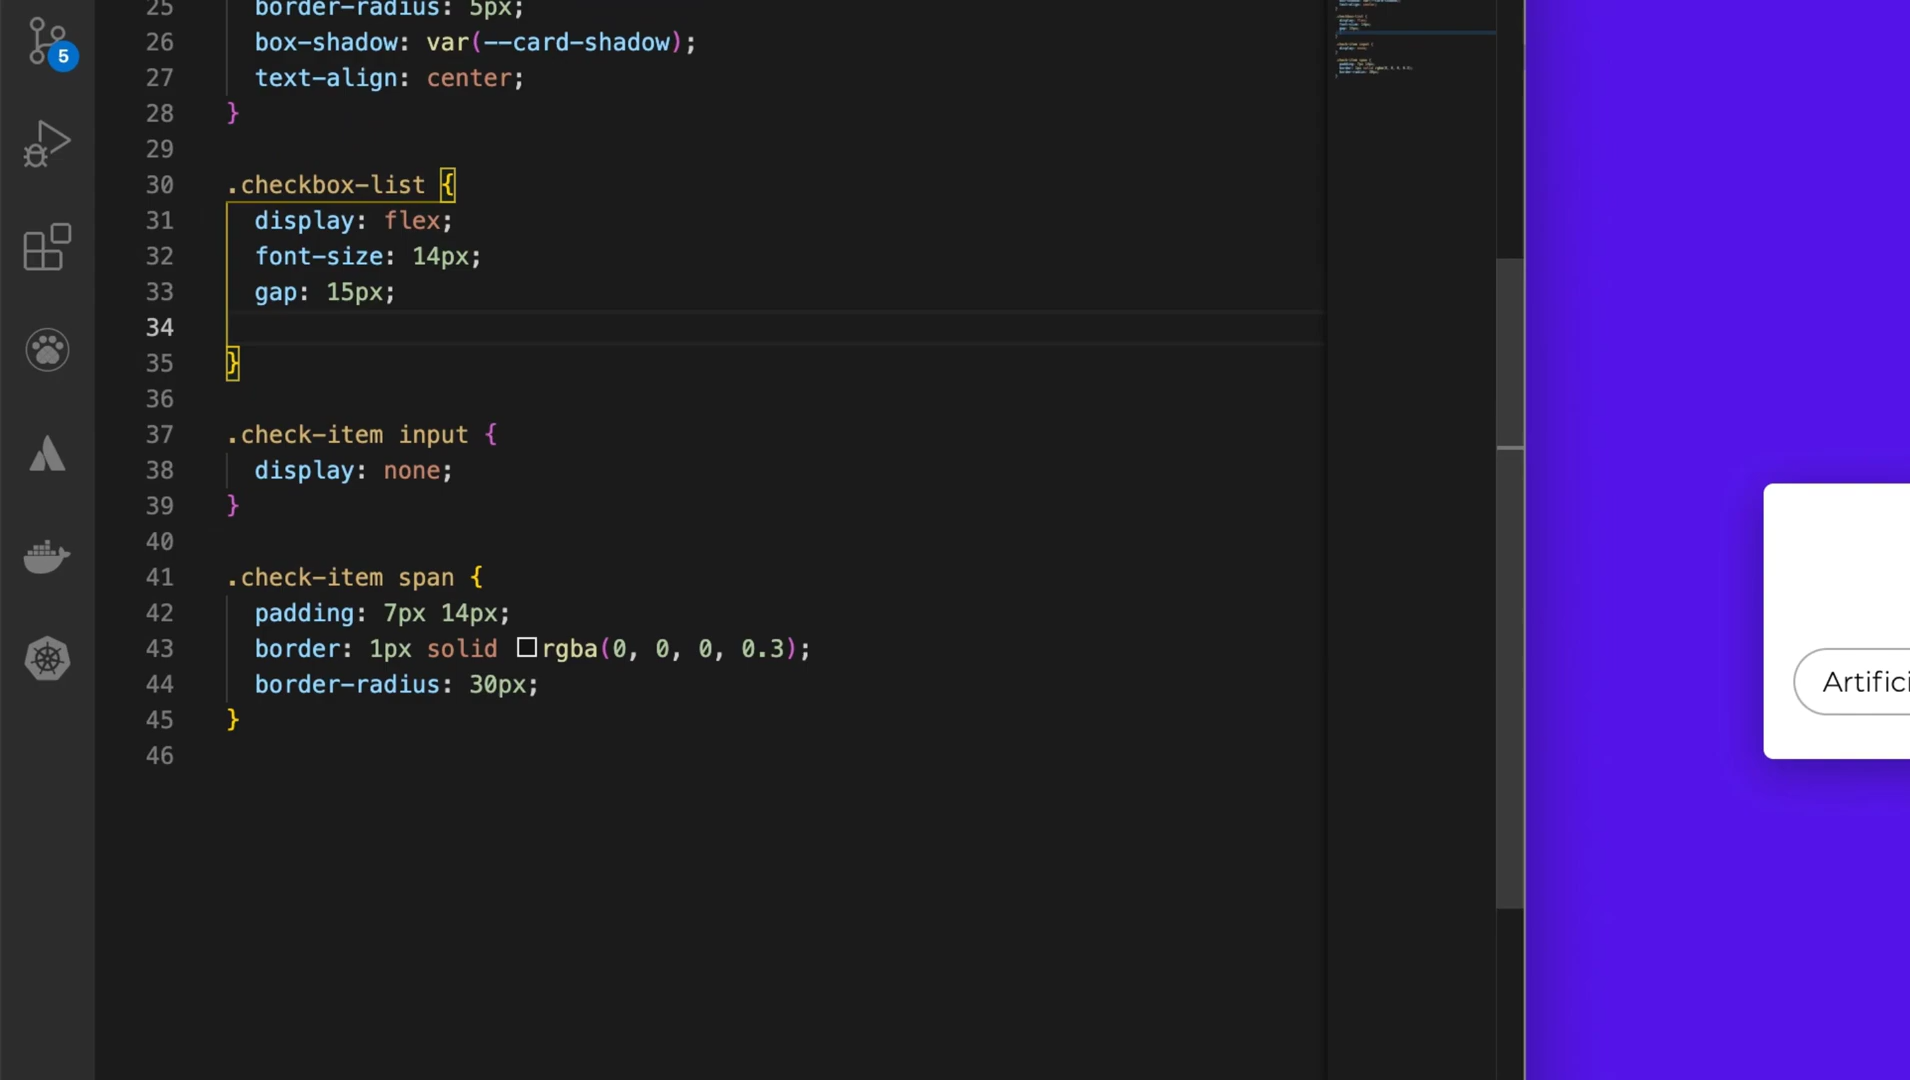 5
25 border-radius: 5px;
26 box-shadow: var(--card-shadow);
27 text-align: center;
28 }
29
30 .checkbox-list {
31 display: flex;
32 font-size: 14px;
33 gap: 15px;
34
35 }
36
37 .check-item input {
38 display: none;
39 }
40
41 .check-item span {
42 padding: 7px 14px;
43 border: 1px solid rgba(0, 0, 0, 0.3);
44 border-radius: 30px;
45 }
46
Artifici